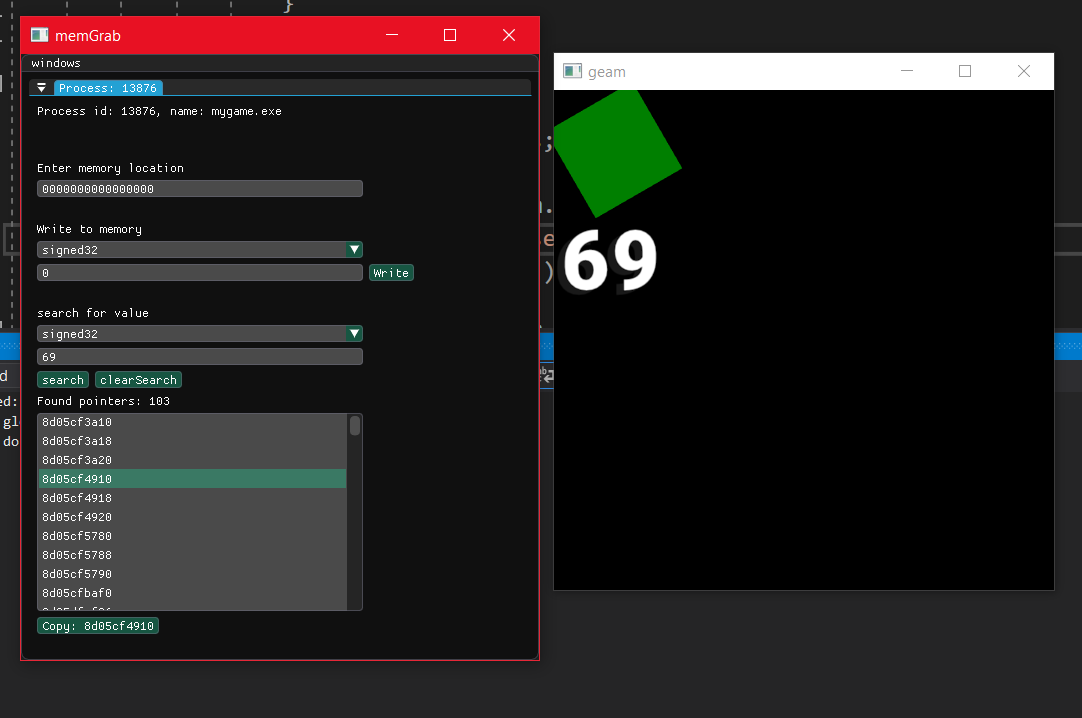 }
memGrab
windows
Process: 13876
Process id: 13876, name: mygame.exe
Enter memory location
0000000000000000
Write to memory
signed32
0
Write
search for value
signed32
69
search clearSearch
Found pointers: 103
8d05cf3a10
8d05cf3a18
8d05cf3a20
8d05cf4910
8d05cf4918
8d05cf4920
8d05cf5780
8d05cf5788
8d05cf5790
8d05cfbaf0
Copy: 8d05cf4910
geam
69
;
se
)
d
ed:
gl
do